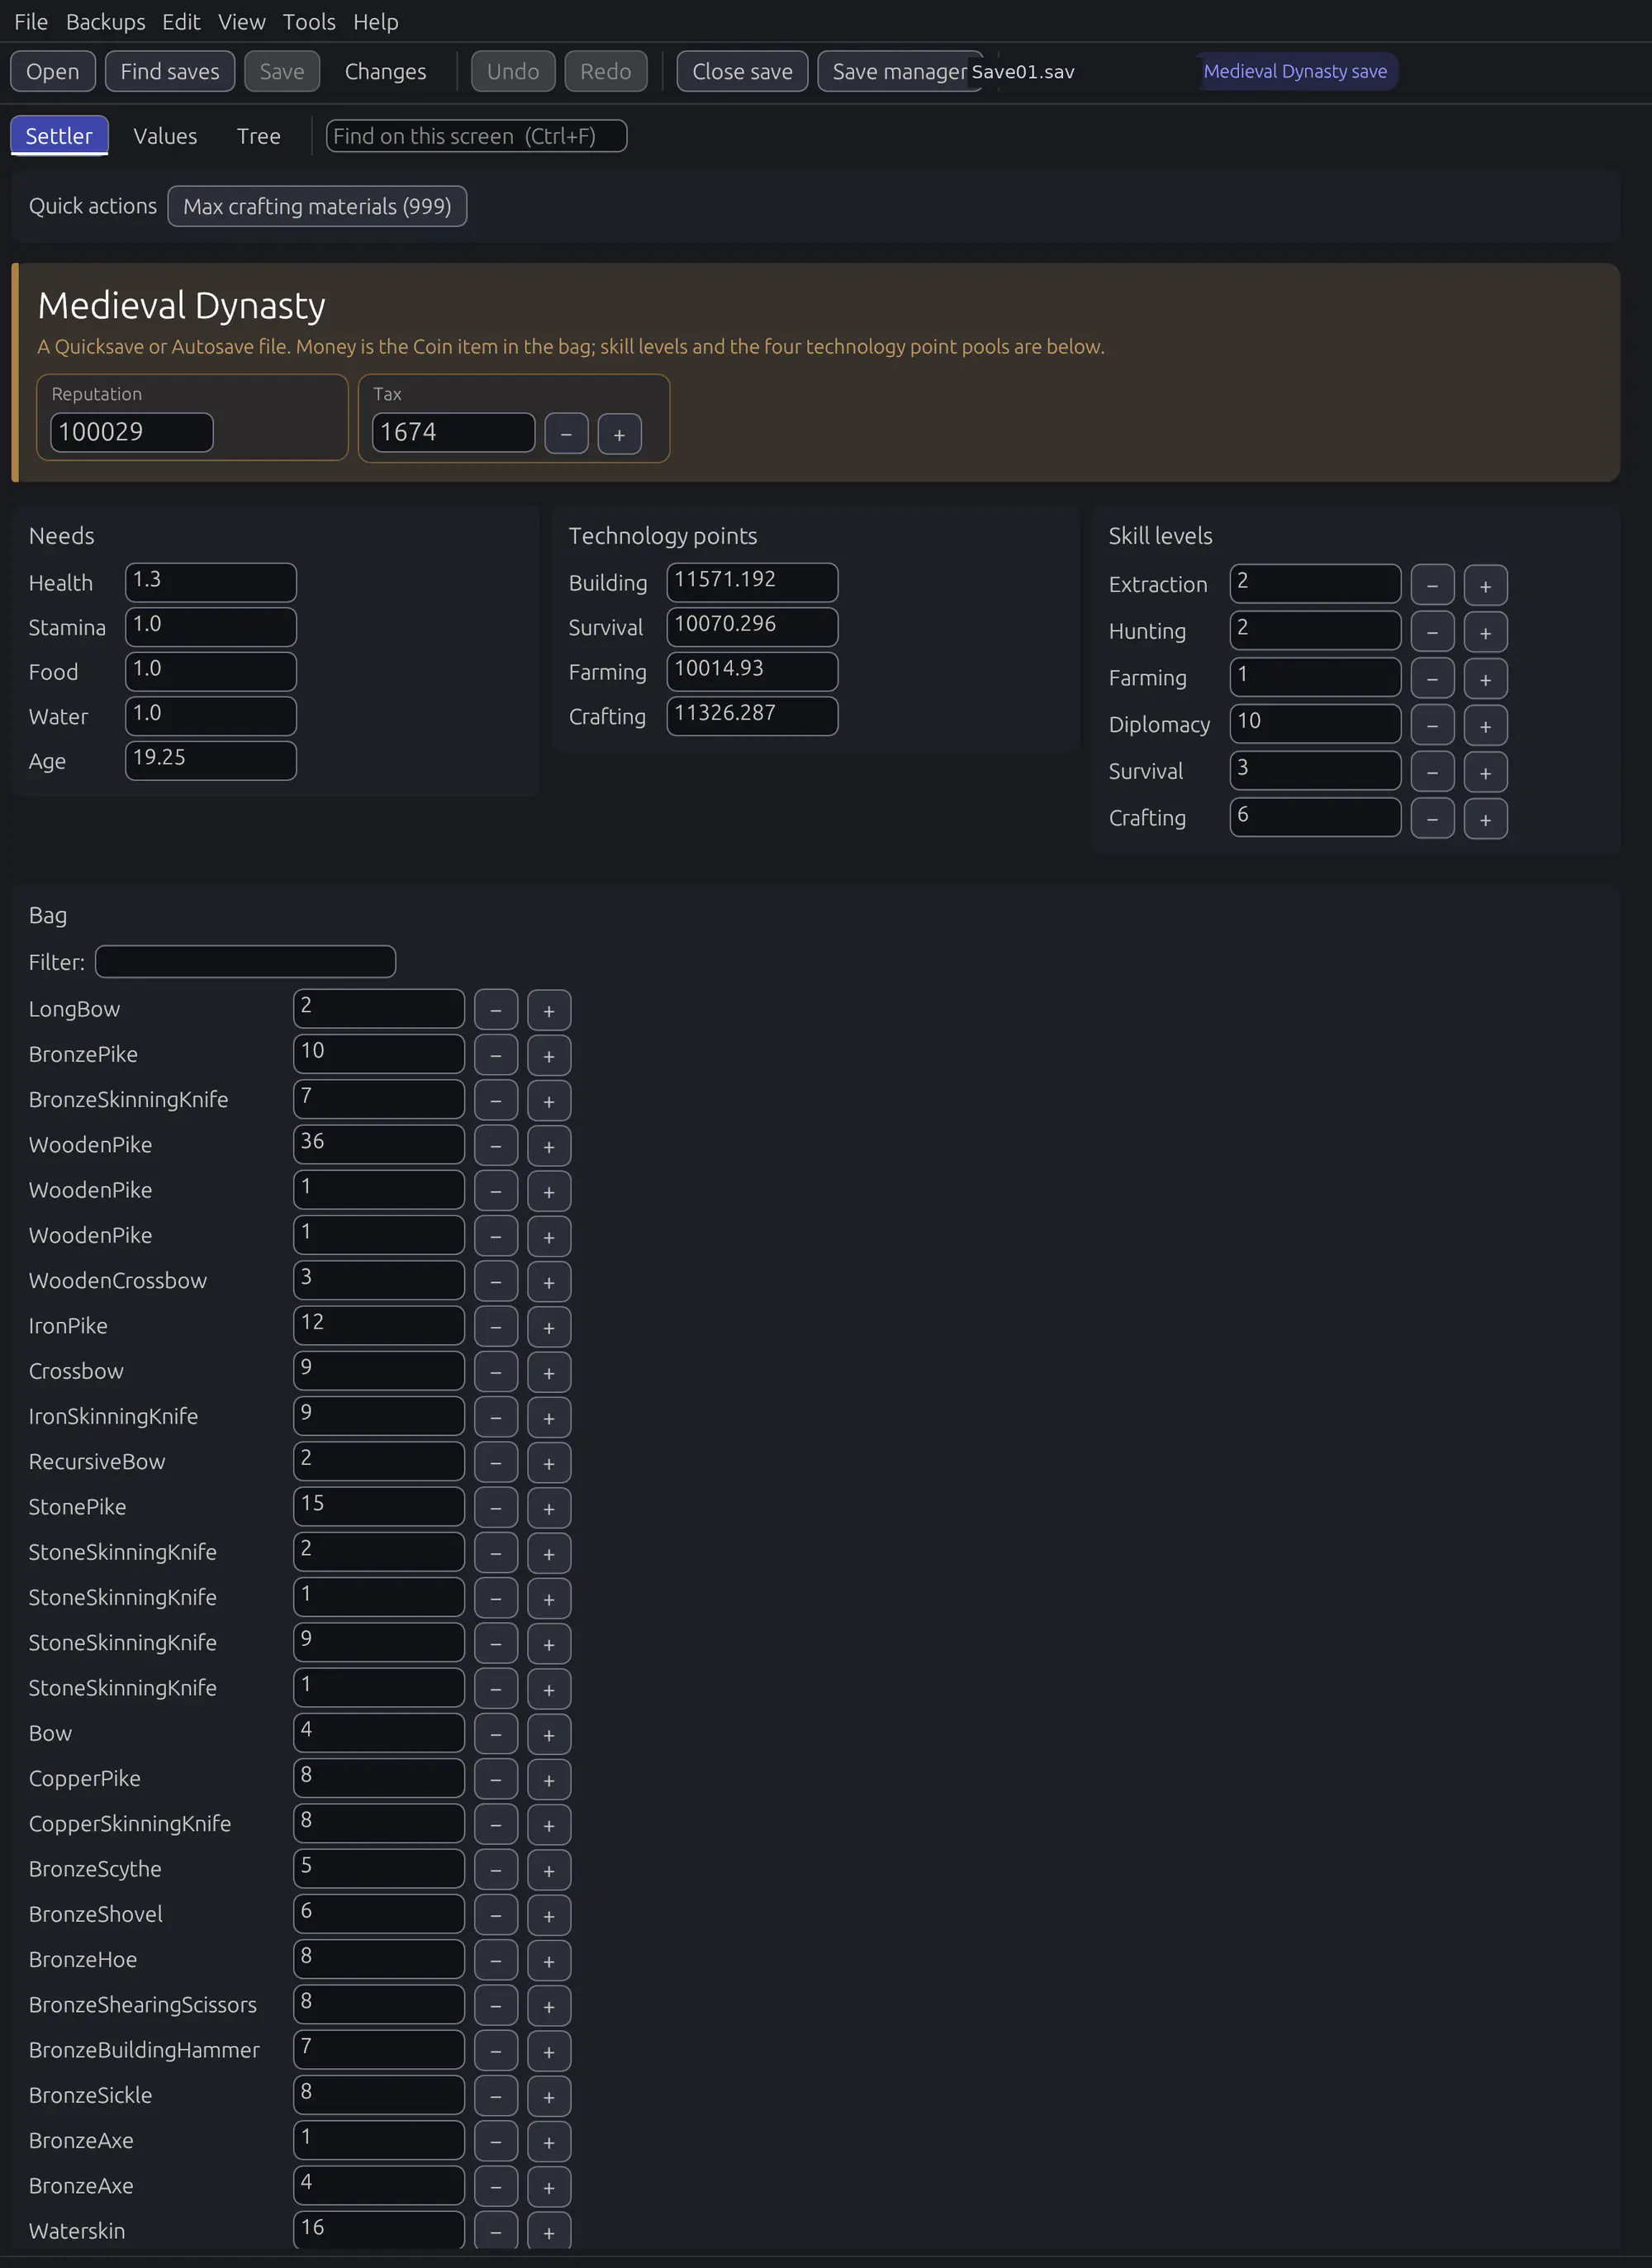 File Backups Edit View Tools Help
Open Find saves Save Changes Undo Redo Close save Save manager Save01.sav Medieval Dynasty save
Settler Values Tree Find on this screen (Ctrl+F)
Quick actions Max crafting materials (999)
Medieval Dynasty
A Quicksave or Autosave file. Money is the Coin item in the bag; skill levels and the four technology point pools are below.
Reputation
100029
Tax
1674 − +
Needs
Health 1.3
Stamina 1.0
Food 1.0
Water 1.0
Age 19.25
Technology points
Building 11571.192
Survival 10070.296
Farming 10014.93
Crafting 11326.287
Skill levels
Extraction 2 − +
Hunting 2 − +
Farming 1 − +
Diplomacy 10 − +
Survival 3 − +
Crafting 6 − +
Bag
Filter:
LongBow 2 − +
BronzePike 10 − +
BronzeSkinningKnife 7 − +
WoodenPike 36 − +
WoodenPike 1 − +
WoodenPike 1 − +
WoodenCrossbow 3 − +
IronPike 12 − +
Crossbow 9 − +
IronSkinningKnife 9 − +
RecursiveBow 2 − +
StonePike 15 − +
StoneSkinningKnife 2 − +
StoneSkinningKnife 1 − +
StoneSkinningKnife 9 − +
StoneSkinningKnife 1 − +
Bow 4 − +
CopperPike 8 − +
CopperSkinningKnife 8 − +
BronzeScythe 5 − +
BronzeShovel 6 − +
BronzeHoe 8 − +
BronzeShearingScissors 8 − +
BronzeBuildingHammer 7 − +
BronzeSickle 8 − +
BronzeAxe 1 − +
BronzeAxe 4 − +
Waterskin 16 − +